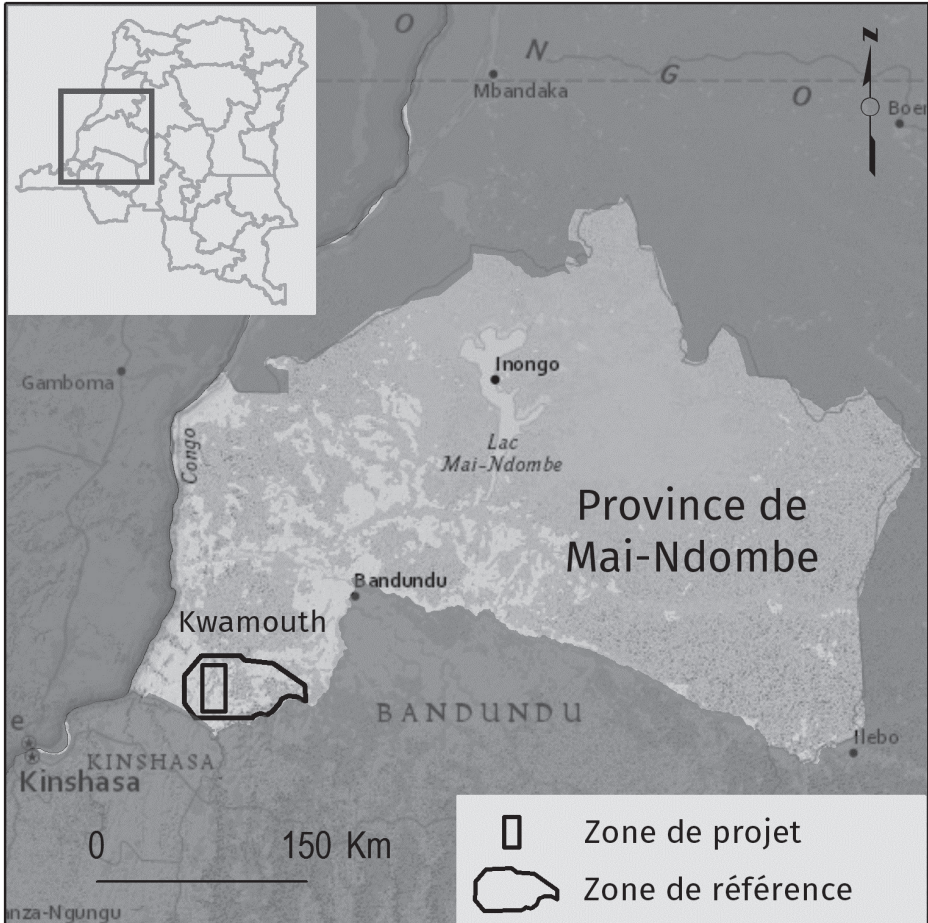 O
N
G
O
Mbandaka
Boen
Gamboma
Inongo
Congo
Lac
Mai-Ndombe
Province de
Mai-Ndombe
Bandundu
Kwamouth
BANDUNDU
e
KINSHASA
Kinshasa
Ilebo
0 150 Km
Zone de projet
Zone de référence
anza-Ngungu
N